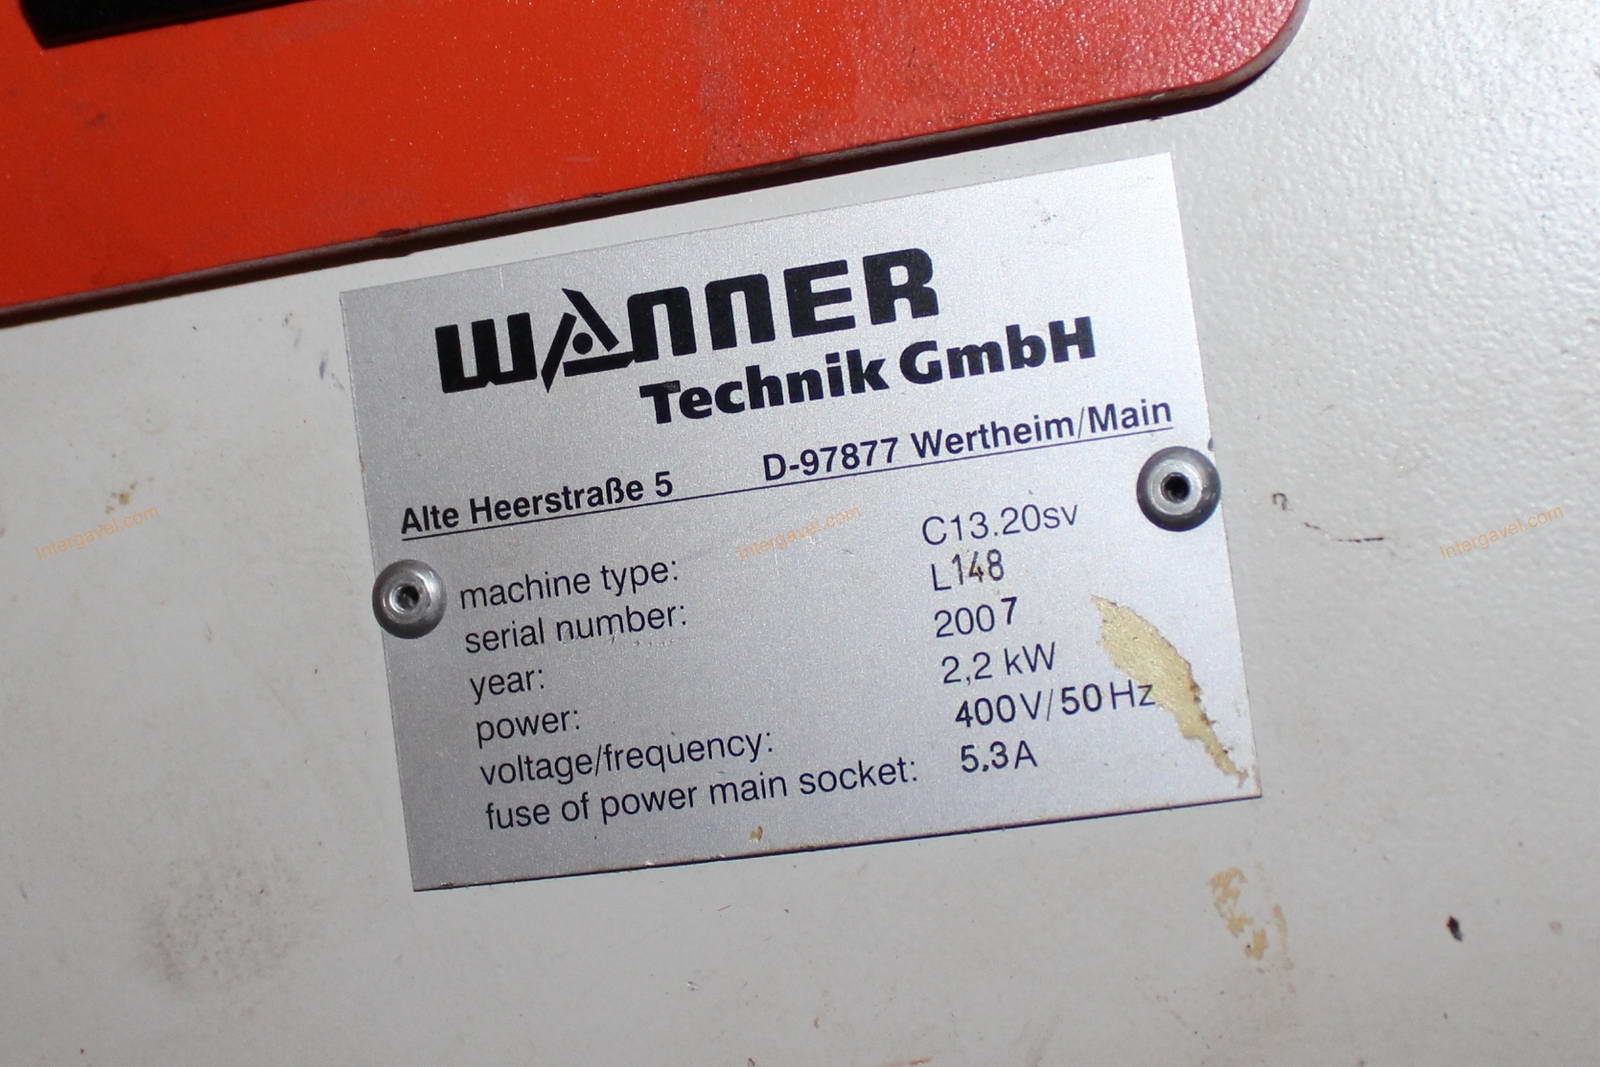 WANNER
Technik GmbH
Alte Heerstraße 5 D-97877 Wertheim/Main
machine type: C13.20sv
serial number: L148
year: 2007
power: 2,2 kW
voltage/frequency: 400V/50Hz
fuse of power main socket: 5.3A
Intergavel.com
Intergavel.com
Intergavel.com